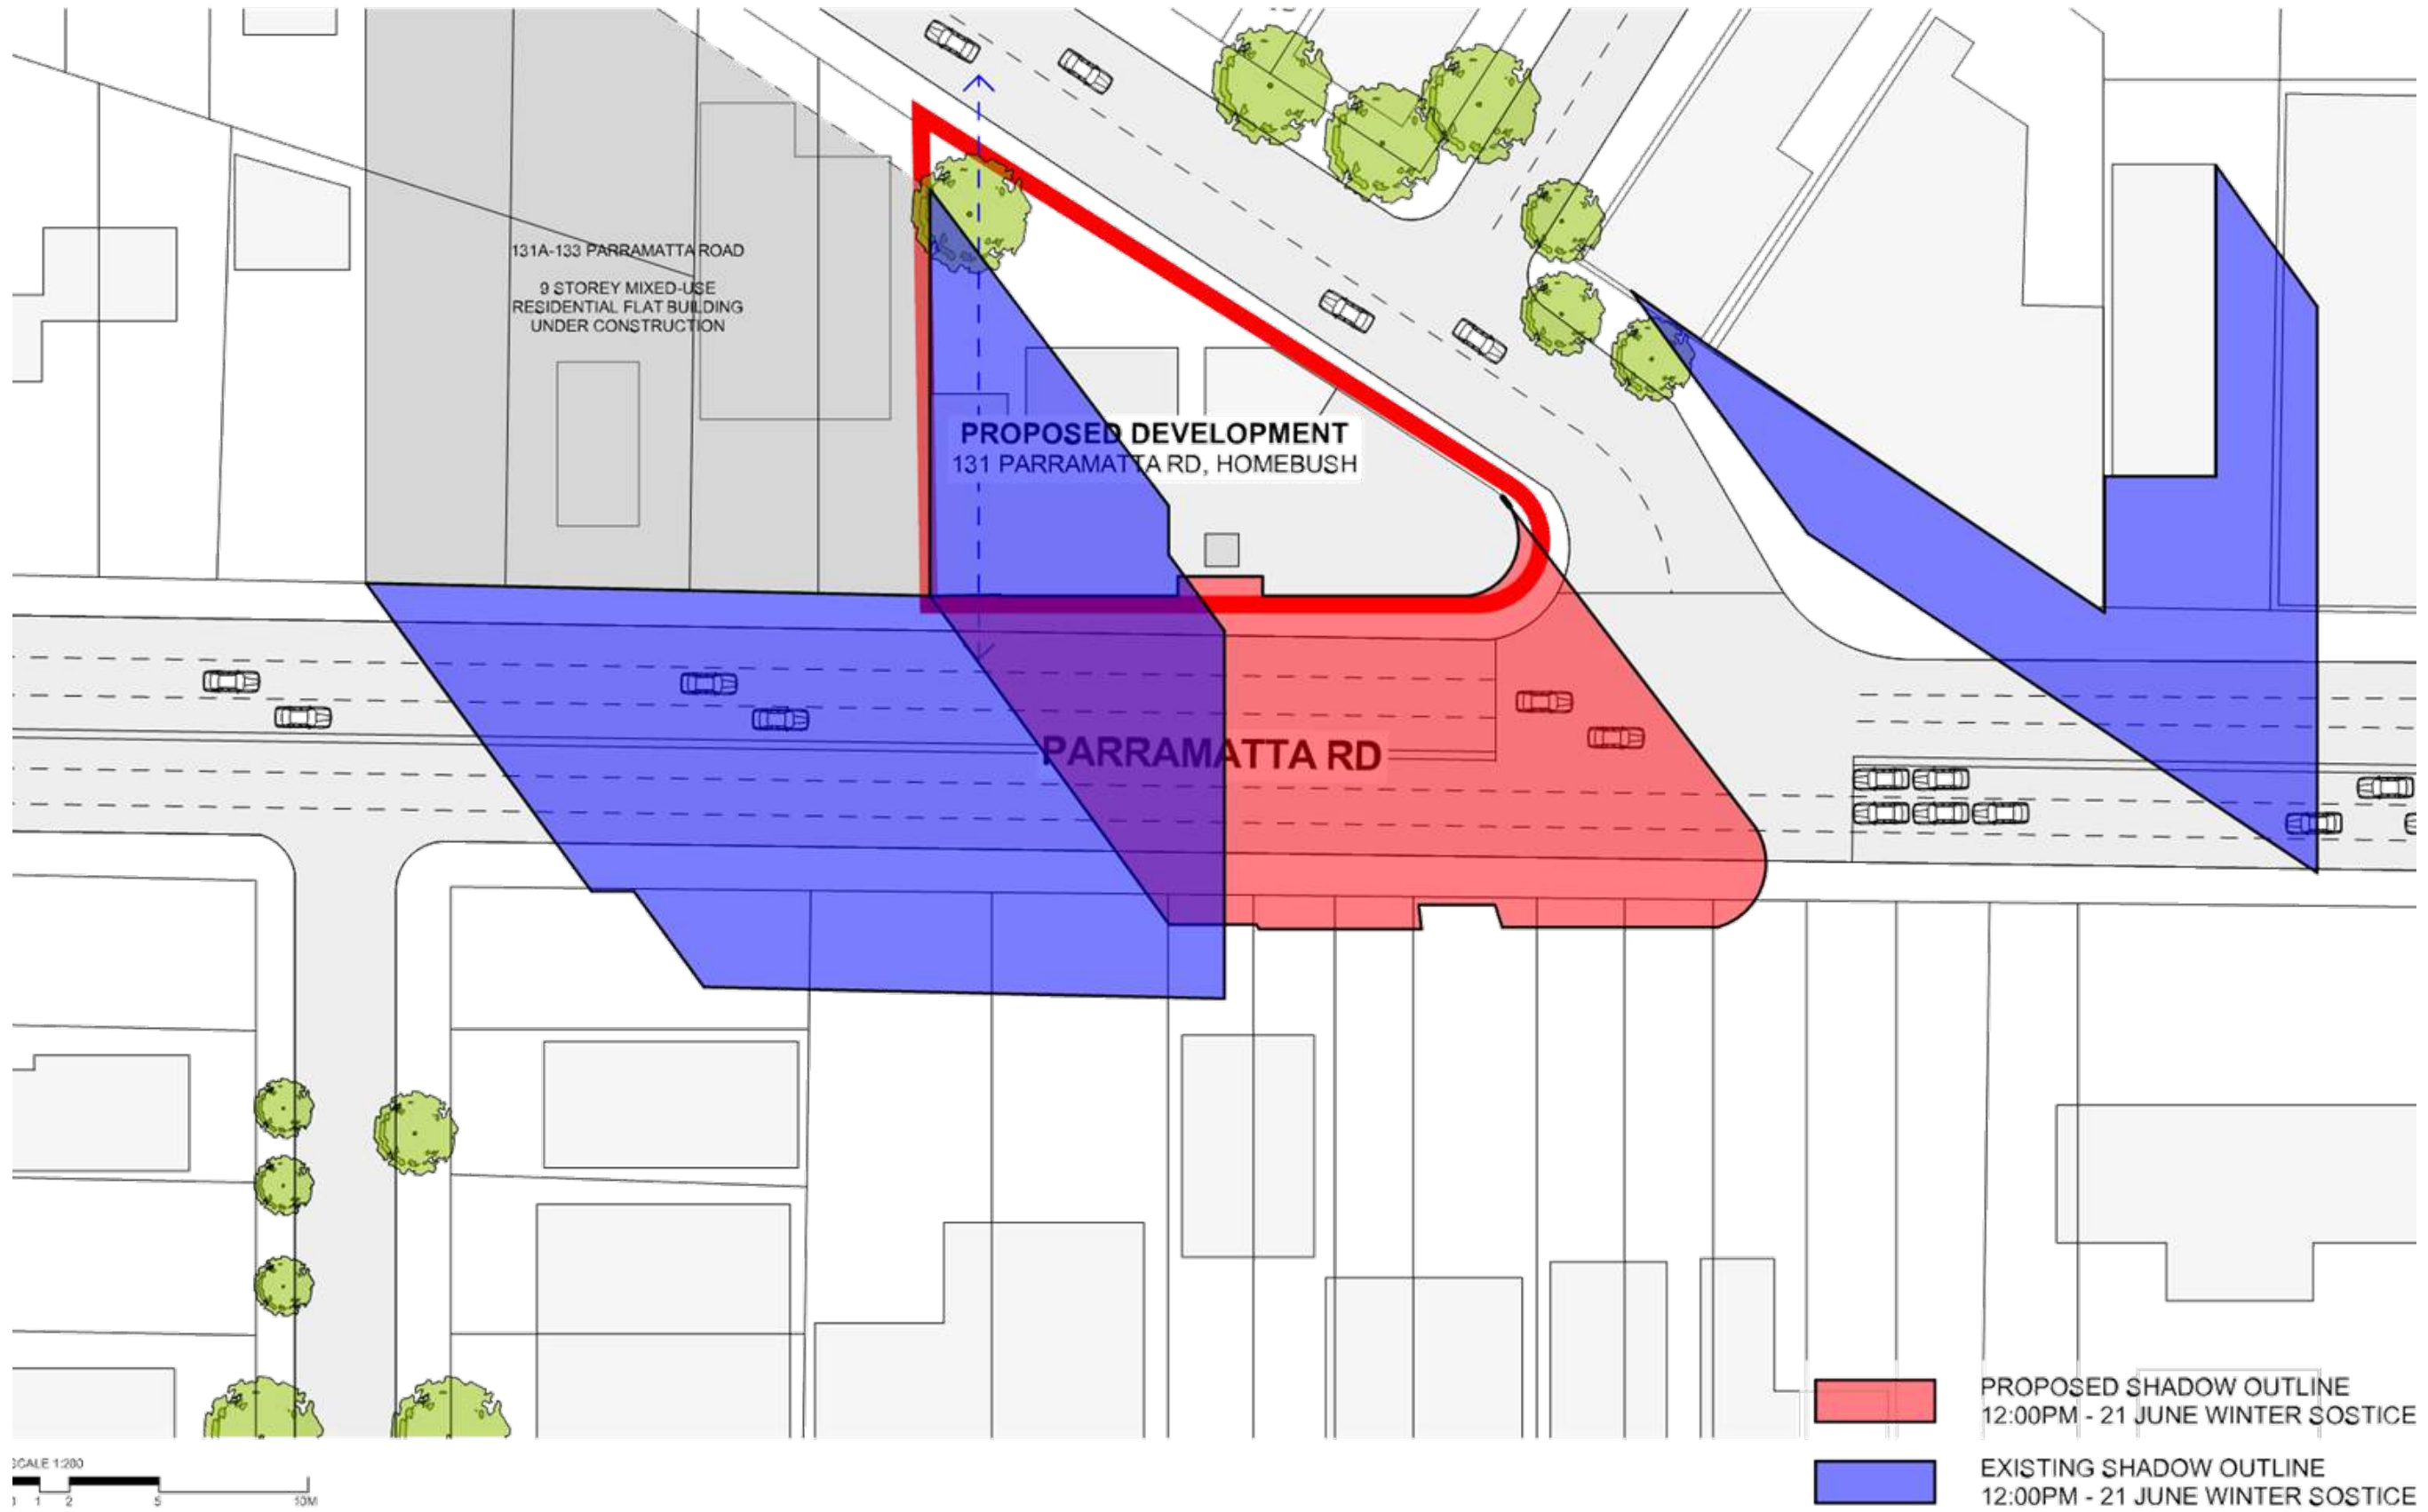 131A-133 PARRAMATTA ROAD
9 STOREY MIXED-USE
RESIDENTIAL FLAT BUILDING
UNDER CONSTRUCTION
PROPOSED DEVELOPMENT
131 PARRAMATTA RD, HOMEBUSH
PARRAMATTA RD
PROPOSED SHADOW OUTLINE
12:00PM - 21 JUNE WINTER SOSTICE
EXISTING SHADOW OUTLINE
12:00PM - 21 JUNE WINTER SOSTICE
SCALE 1:200
0 1 2 5 10M